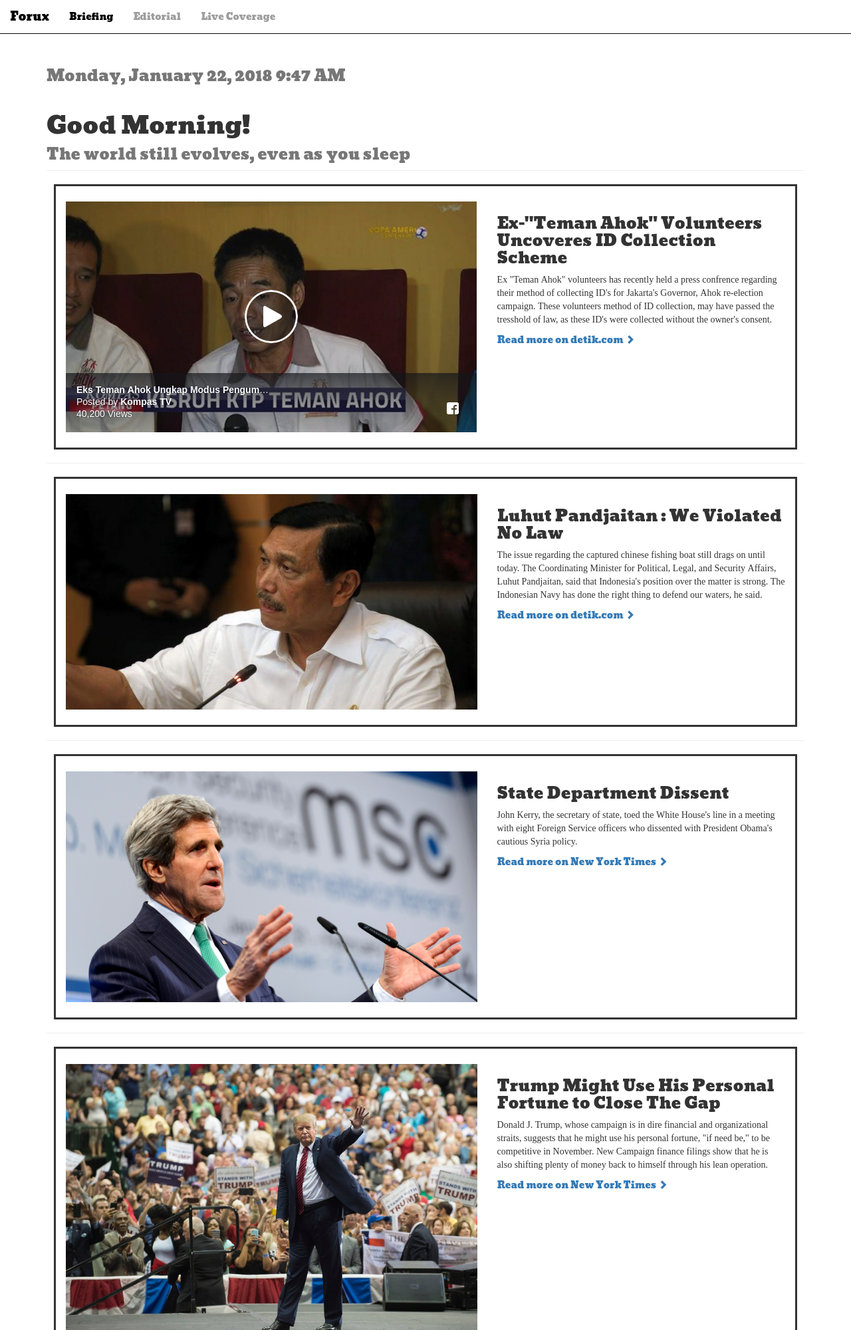 Forux Briefing Editorial Live Coverage
Monday, January 22, 2018 9:47 AM
Good Morning!
The world still evolves, even as you sleep
COPA AMERI
Eks Teman Ahok Ungkap Modus Pengum...
Posted by Kompas TV
40,200 Views
KISRUH KTP TEMAN AHOK
Ex-"Teman Ahok" Volunteers
Uncoveres ID Collection
Scheme
Ex "Teman Ahok" volunteers has recently held a press confrence regarding
their method of collecting ID's for Jakarta's Governor, Ahok re-election
campaign. These volunteers method of ID collection, may have passed the
tresshold of law, as these ID's were collected without the owner's consent.
Read more on detik.com
Luhut Pandjaitan : We Violated
No Law
The issue regarding the captured chinese fishing boat still drags on until
today. The Coordinating Minister for Political, Legal, and Security Affairs,
Luhut Pandjaitan, said that Indonesia's position over the matter is strong. The
Indonesian Navy has done the right thing to defend our waters, he said.
Read more on detik.com
msc
State Department Dissent
John Kerry, the secretary of state, toed the White House's line in a meeting
with eight Foreign Service officers who dissented with President Obama's
cautious Syria policy.
Read more on New York Times
TRUMP
STANDS WITH
TRUMP
STANDS WITH
TRUMP
Trump Might Use His Personal
Fortune to Close The Gap
Donald J. Trump, whose campaign is in dire financial and organizational
straits, suggests that he might use his personal fortune, "if need be," to be
competitive in November. New Campaign finance filings show that he is
also shifting plenty of money back to himself through his lean operation.
Read more on New York Times